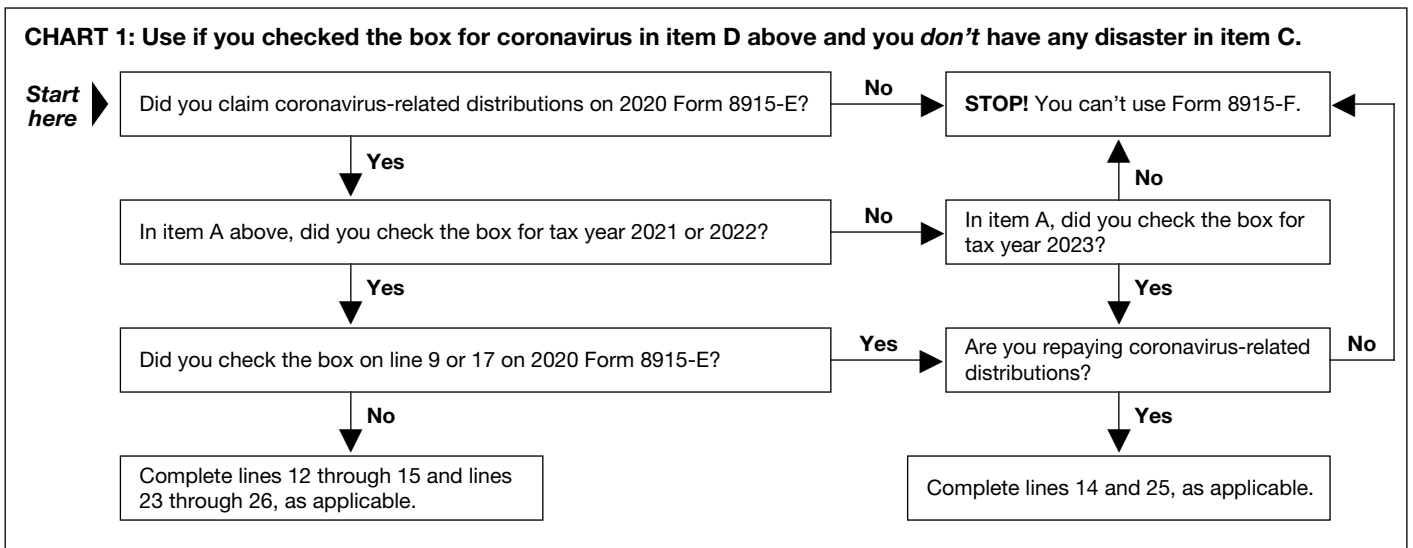 CHART 1: Use if you checked the box for coronavirus in item D above and you don't have any disaster in item C.
Start
here
Did you claim coronavirus-related distributions on 2020 Form 8915-E?
No
STOP! You can't use Form 8915-F.
Yes
No
In item A above, did you check the box for tax year 2021 or 2022?
No
In item A, did you check the box for
tax year 2023?
Yes
Yes
Did you check the box on line 9 or 17 on 2020 Form 8915-E?
Yes
Are you repaying coronavirus-related
distributions?
No
No
Yes
Complete lines 12 through 15 and lines
23 through 26, as applicable.
Complete lines 14 and 25, as applicable.